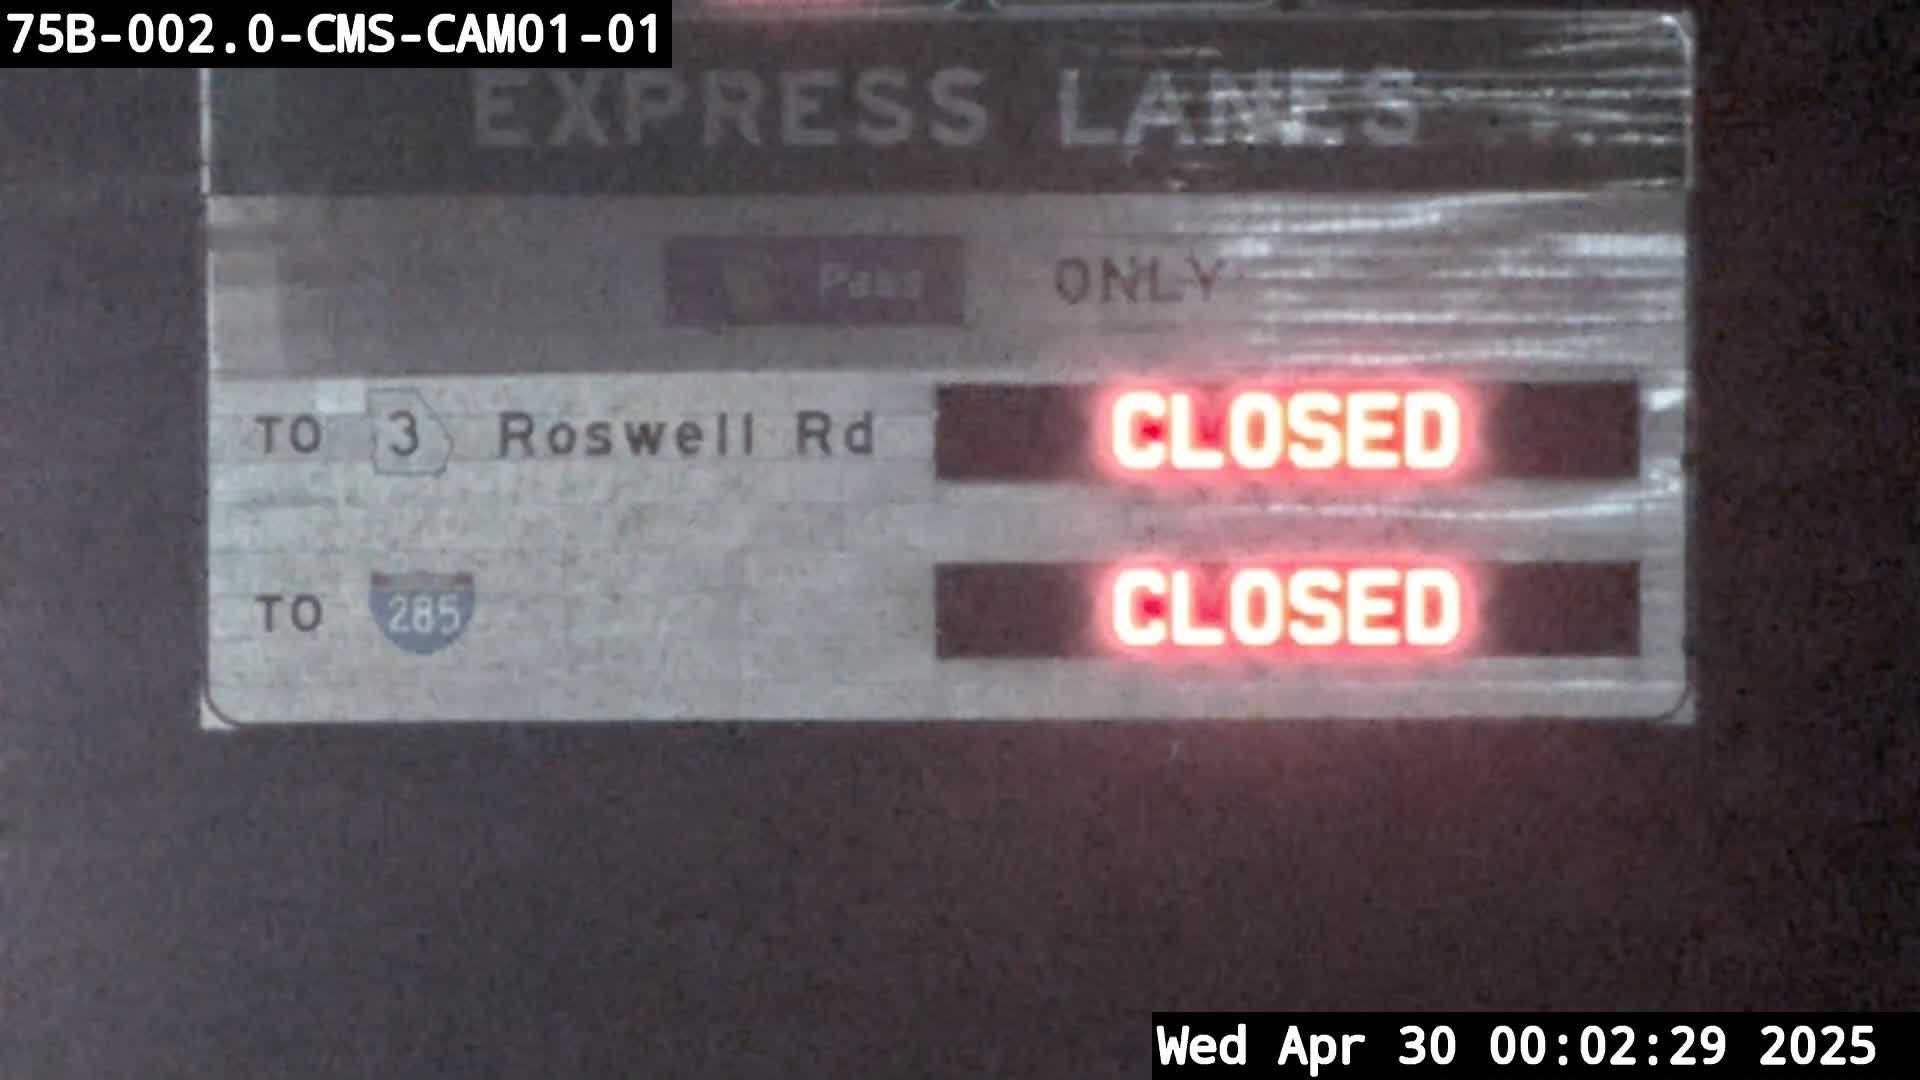 75B-002.0-CMS-CAM01-01
EXPRESS LANES
Pass ONLY
TO 3 Roswell Rd CLOSED
TO 285 CLOSED
Wed Apr 30 00:02:29 2025